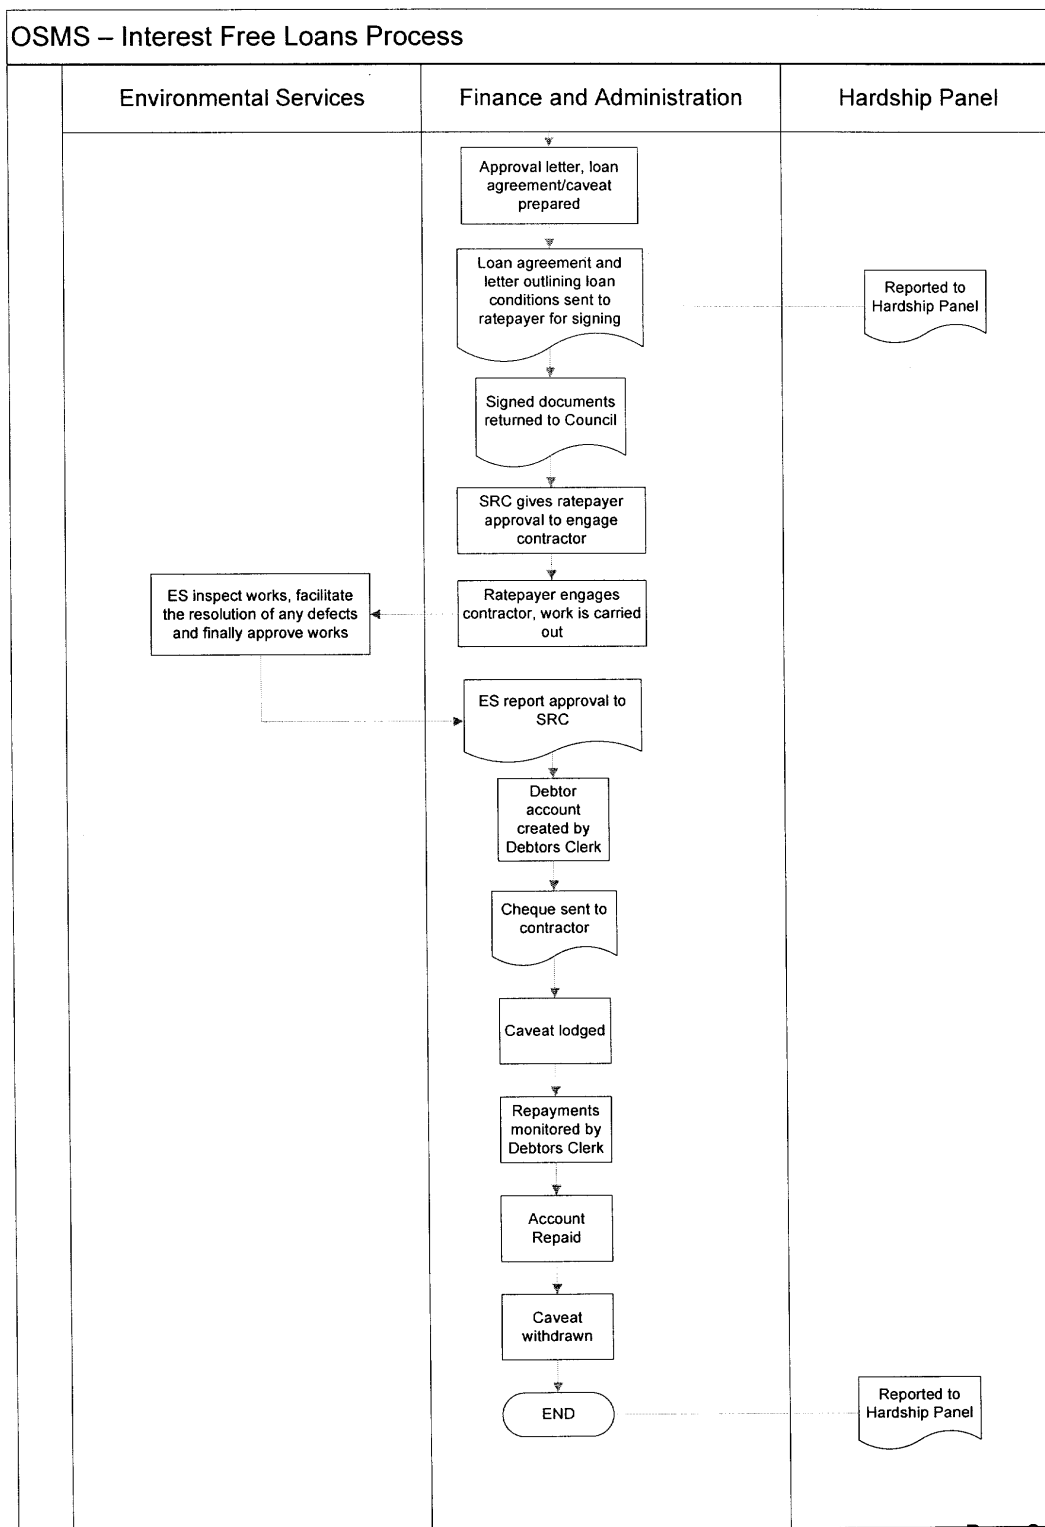 OSMS – Interest Free Loans Process
Environmental Services
Finance and Administration
Hardship Panel
Approval letter, loan
agreement/caveat
prepared
Loan agreement and
letter outlining loan
conditions sent to
ratepayer for signing
Reported to
Hardship Panel
Signed documents
returned to Council
SRC gives ratepayer
approval to engage
contractor
Ratepayer engages
contractor, work is carried
out
ES inspect works, facilitate
the resolution of any defects
and finally approve works
ES report approval to
SRC
Debtor
account
created by
Debtors Clerk
Cheque sent to
contractor
Caveat lodged
Repayments
monitored by
Debtors Clerk
Account
Repaid
Caveat
withdrawn
END
Reported to
Hardship Panel